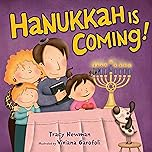 HANUKKAH IS
COMING!
Tracy Newman
illustrated by Viviana Garofoli